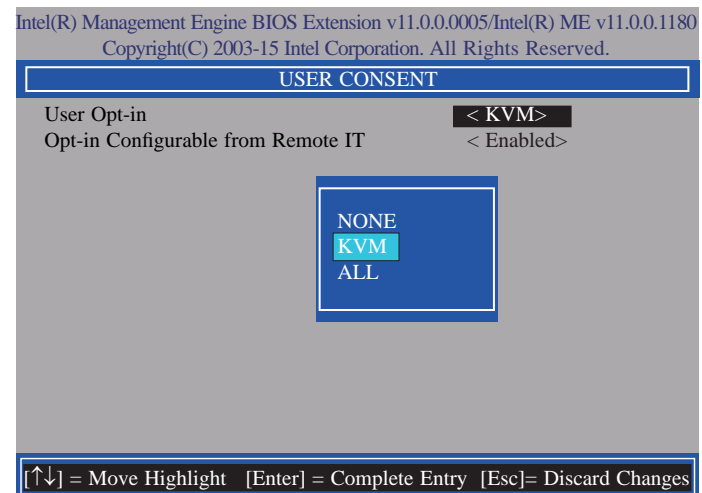 Intel(R) Management Engine BIOS Extension v11.0.0.0005/Intel(R) ME v11.0.0.1180
Copyright(C) 2003-15 Intel Corporation. All Rights Reserved.
USER CONSENT
User Opt-in < KVM>
Opt-in Configurable from Remote IT < Enabled>
NONE
KVM
ALL
[↑↓] = Move Highlight [Enter] = Complete Entry [Esc]= Discard Changes